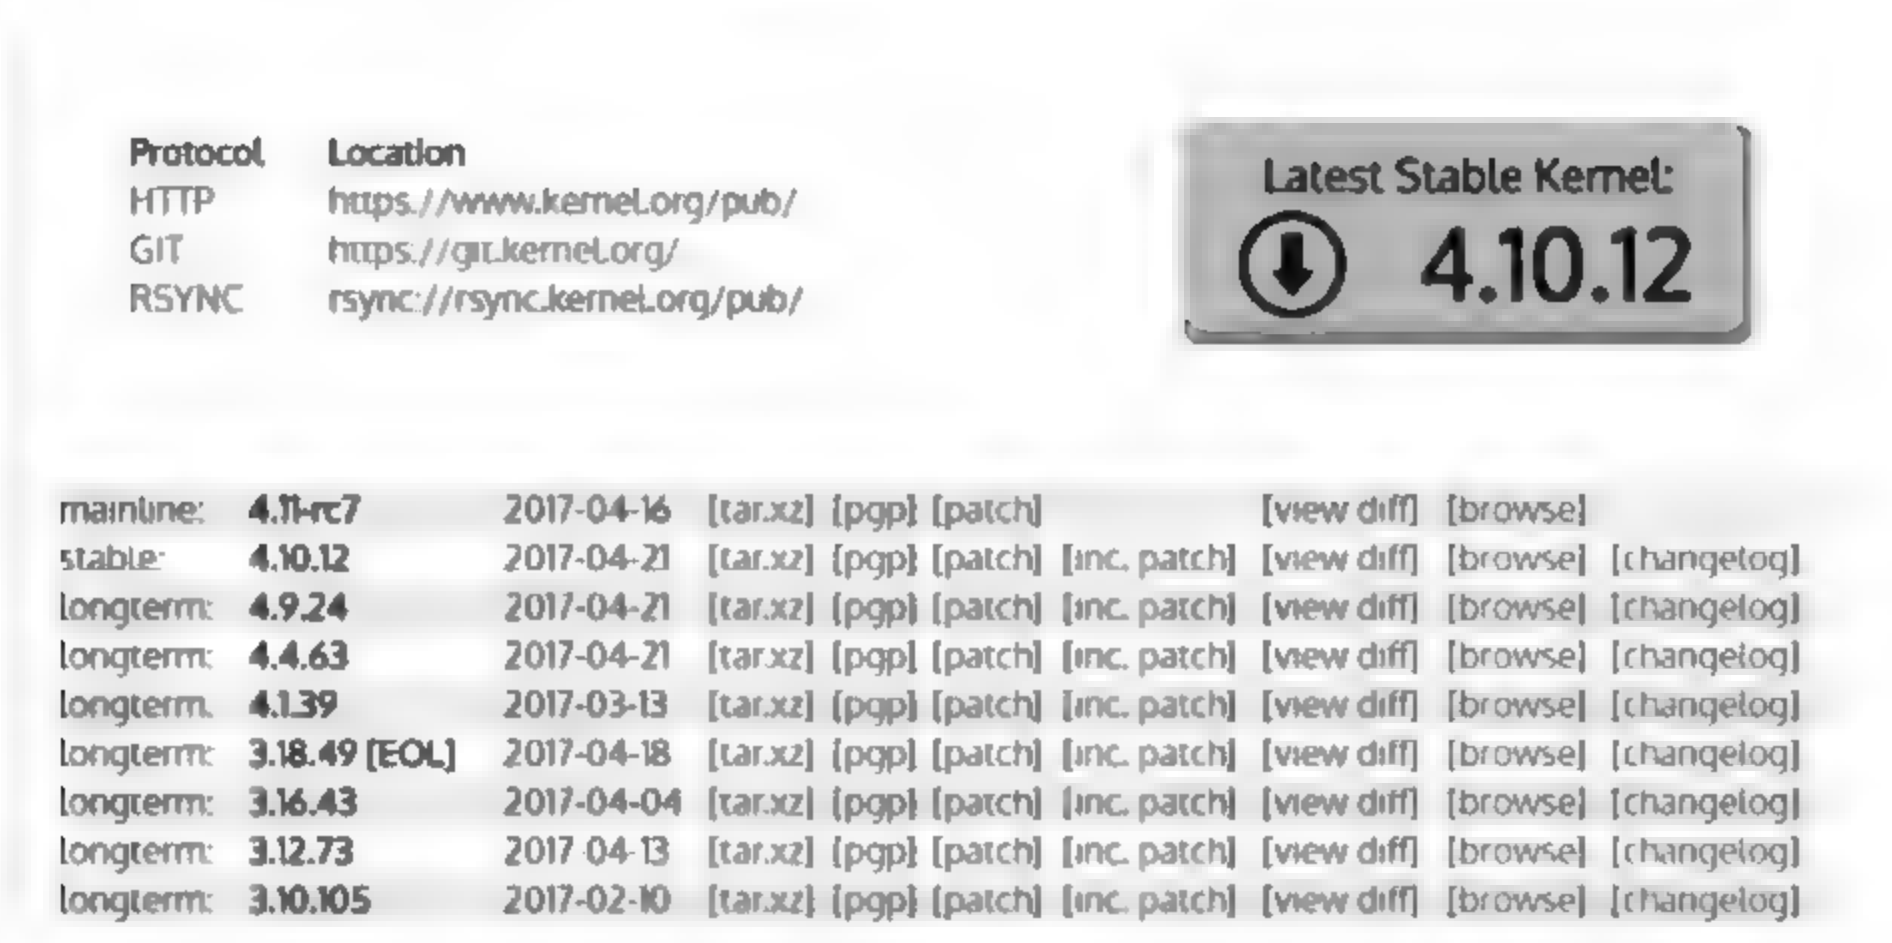 Protocol Location
HTTP https://www.kernel.org/pub/
GIT https://git.kernel.org/
RSYNC rsync://rsync.kernel.org/pub/
Latest Stable Kernel:
4.10.12
mainline: 4.11-rc7 2017-04-16 [tar.xz] [pgp] [patch] [view diff] [browse]
stable: 4.10.12 2017-04-21 [tar.xz] [pgp] [patch] [inc. patch] [view diff] [browse] [changelog]
longterm: 4.9.24 2017-04-21 [tar.xz] [pgp] [patch] [inc. patch] [view diff] [browse] [changelog]
longterm: 4.4.63 2017-04-21 [tar.xz] [pgp] [patch] [inc. patch] [view diff] [browse] [changelog]
longterm: 4.1.39 2017-03-13 [tar.xz] [pgp] [patch] [inc. patch] [view diff] [browse] [changelog]
longterm: 3.18.49 [EOL] 2017-04-18 [tar.xz] [pgp] [patch] [inc. patch] [view diff] [browse] [changelog]
longterm: 3.16.43 2017-04-04 [tar.xz] [pgp] [patch] [inc. patch] [view diff] [browse] [changelog]
longterm: 3.12.73 2017-04-13 [tar.xz] [pgp] [patch] [inc. patch] [view diff] [browse] [changelog]
longterm: 3.10.105 2017-02-10 [tar.xz] [pgp] [patch] [inc. patch] [view diff] [browse] [changelog]